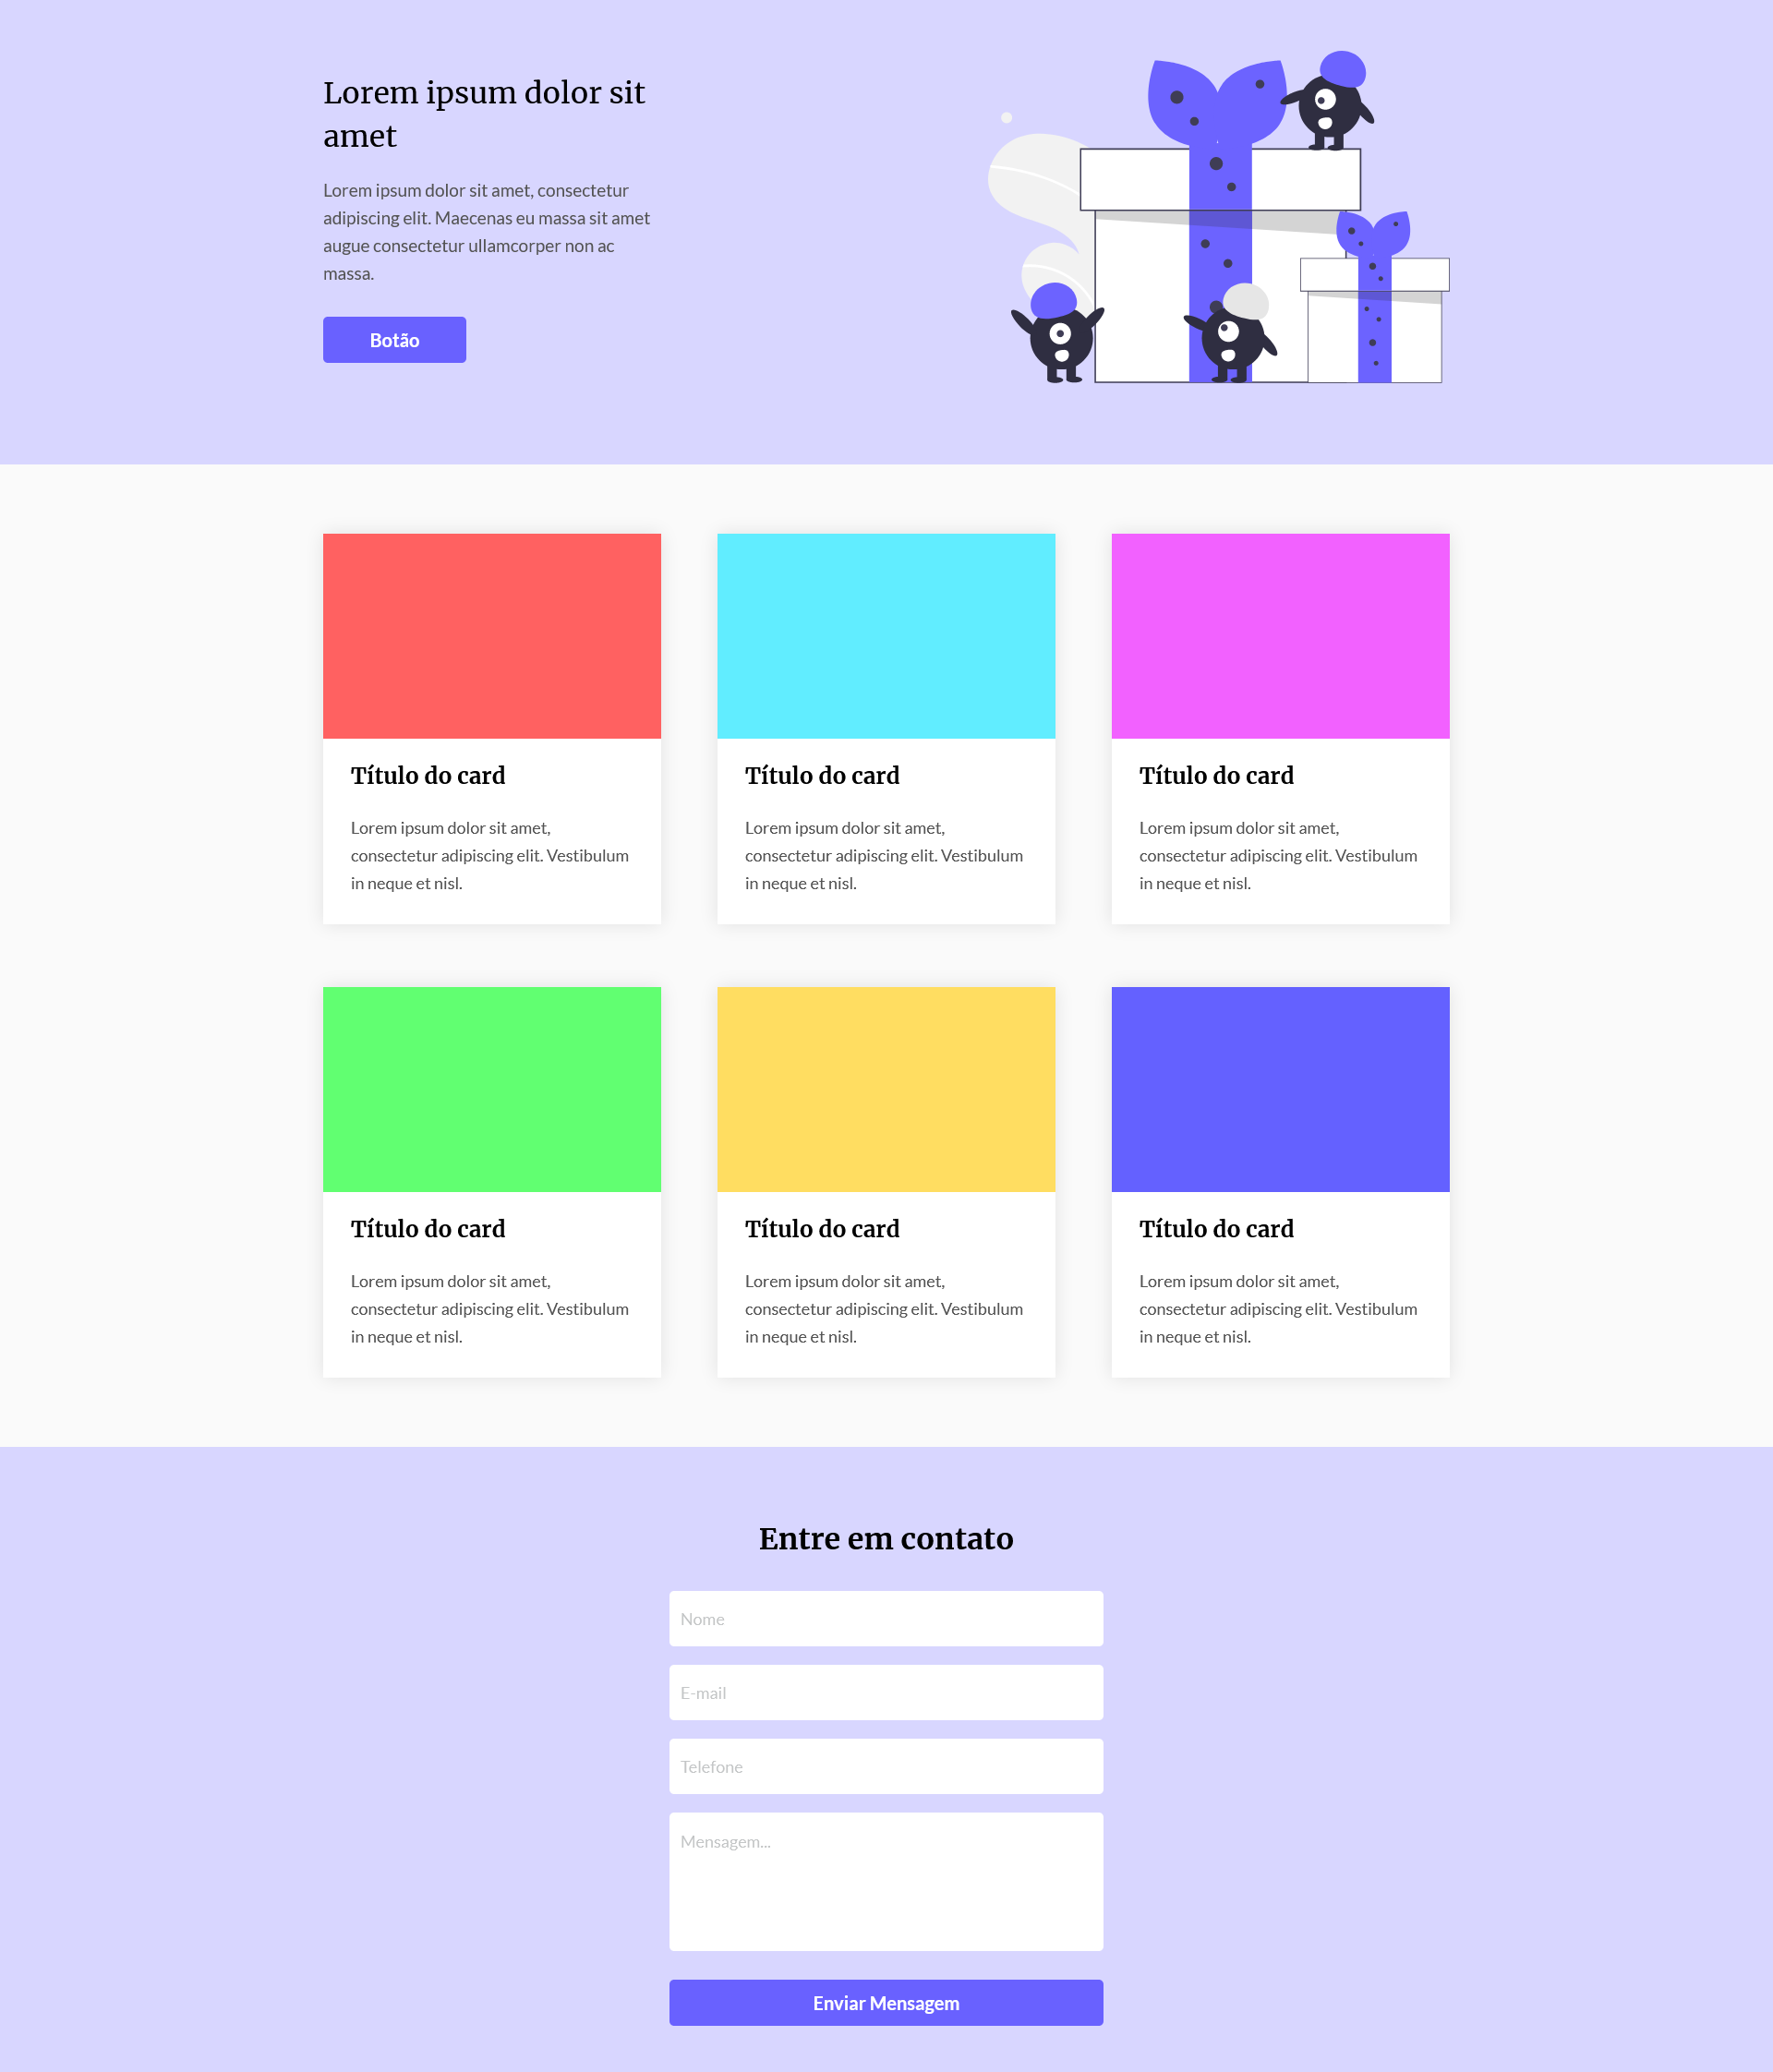 Lorem ipsum dolor sit
amet
Lorem ipsum dolor sit amet, consectetur
adipiscing elit. Maecenas eu massa sit amet
augue consectetur ullamcorper non ac
massa.
Botão
Título do card
Lorem ipsum dolor sit amet,
consectetur adipiscing elit. Vestibulum
in neque et nisl.
Título do card
Lorem ipsum dolor sit amet,
consectetur adipiscing elit. Vestibulum
in neque et nisl.
Título do card
Lorem ipsum dolor sit amet,
consectetur adipiscing elit. Vestibulum
in neque et nisl.
Título do card
Lorem ipsum dolor sit amet,
consectetur adipiscing elit. Vestibulum
in neque et nisl.
Título do card
Lorem ipsum dolor sit amet,
consectetur adipiscing elit. Vestibulum
in neque et nisl.
Título do card
Lorem ipsum dolor sit amet,
consectetur adipiscing elit. Vestibulum
in neque et nisl.
Entre em contato
Nome
E-mail
Telefone
Mensagem...
Enviar Mensagem